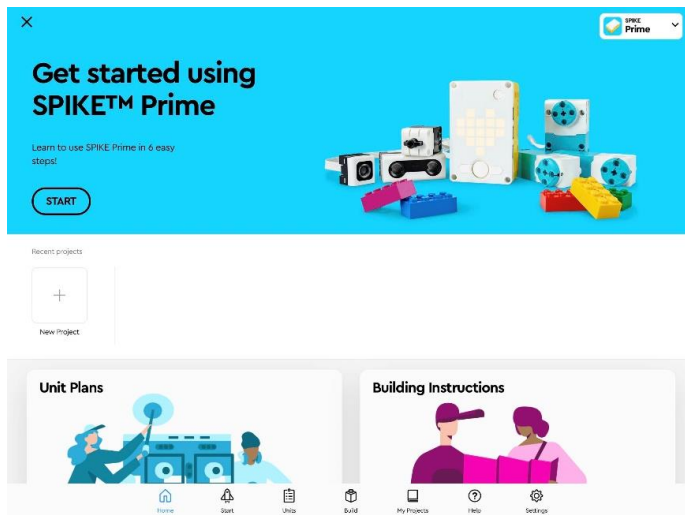 SPIKE
Prime
Get started using
SPIKE™ Prime
Learn to use SPIKE Prime in 6 easy
steps!
START
Recent projects
New Project
Unit Plans
Building Instructions
Home
Start
Units
Build
My Projects
Help
Settings